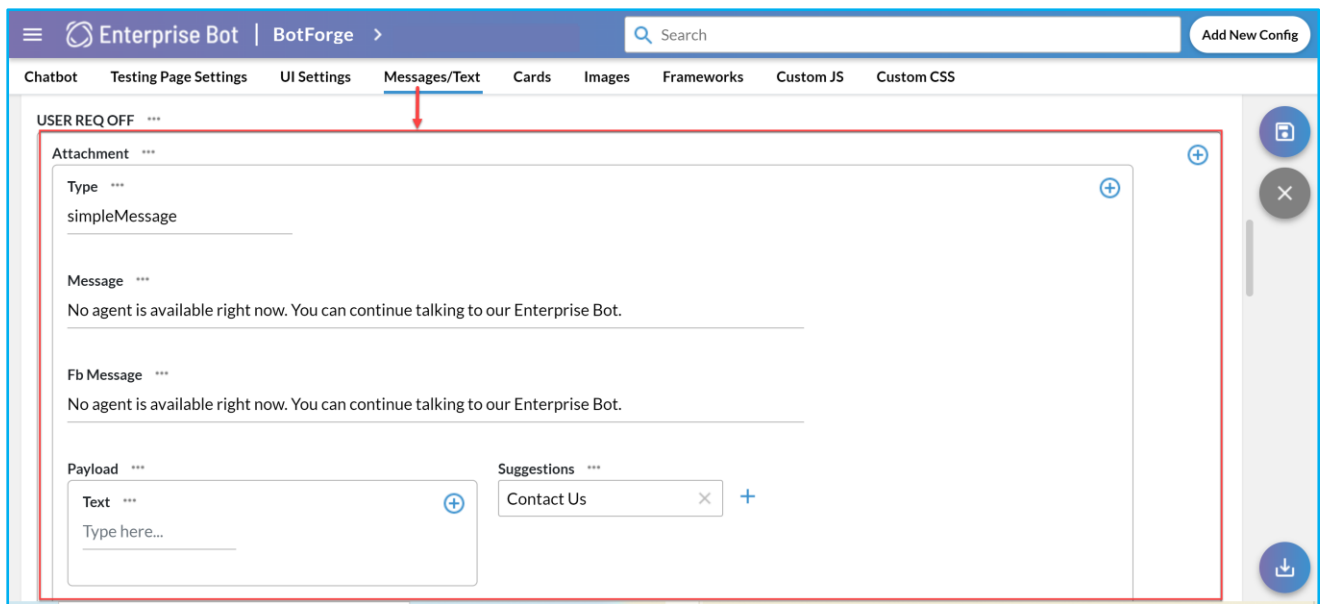 Enterprise Bot | BotForge >
Search
Add New Config
Chatbot Testing Page Settings UI Settings Messages/Text Cards Images Frameworks Custom JS Custom CSS
USER REQ OFF
Attachment
Type
simpleMessage
Message
No agent is available right now. You can continue talking to our Enterprise Bot.
Fb Message
No agent is available right now. You can continue talking to our Enterprise Bot.
Payload Suggestions
Text Contact Us
Type here...